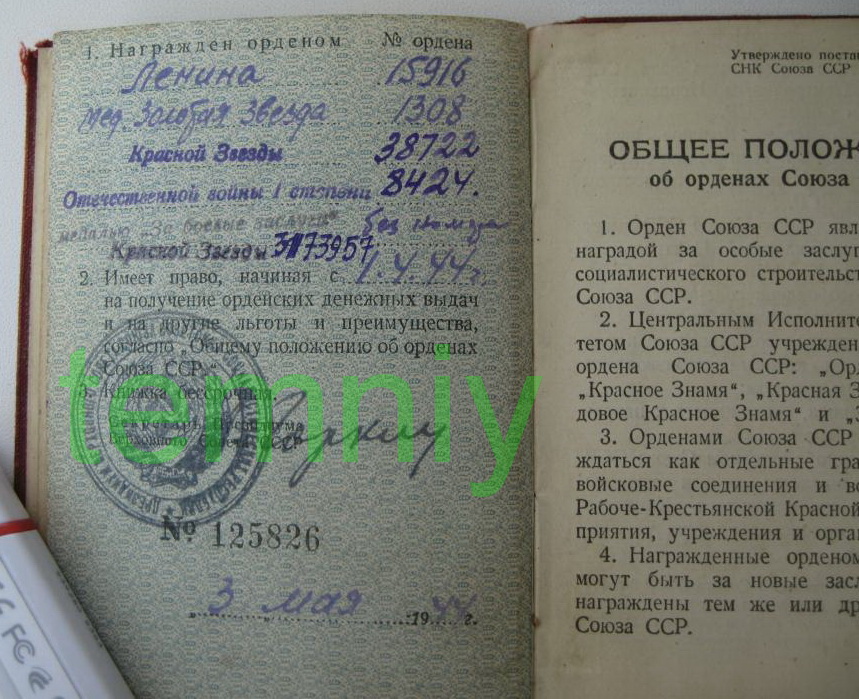 1. Награжден орденом № ордена
Ленина 15916
мед. Золотая Звезда 1308
Красной Звезды 38722
Отечественной войны I степени 8424.
медалью „За боевые заслуги“ без номера
Красной Звезды 3173957
2. Имеет право, начиная с 1.4.44 г.
на получение орденских денежных выдач
и на другие льготы и преимущества,
согласно „Общему положению об орденах
Союза ССР“.
3. Книжка бессрочная.
Секретарь Президиума
Верховного Совета СССР
temniy
№ 125826
„ 3 мая 1944 г.
Утверждено поста
СНК Союза ССР
ОБЩЕЕ ПОЛОЖ
об орденах Союза
1. Орден Союза ССР явл
наградой за особые заслуг
социалистического строительст
Союза ССР.
2. Центральным Исполните
тетом Союза ССР учрежден
ордена Союза ССР: „Орд
„Красное Знамя“, „Красная З
довое Красное Знамя“ и „
3. Орденами Союза ССР
ждаться как отдельные гра
войсковые соединения и во
Рабоче-Крестьянской Красной
приятия, учреждения и орга
4. Награжденные орденом
могут быть за новые засл
награждены тем же или др
Союза ССР.